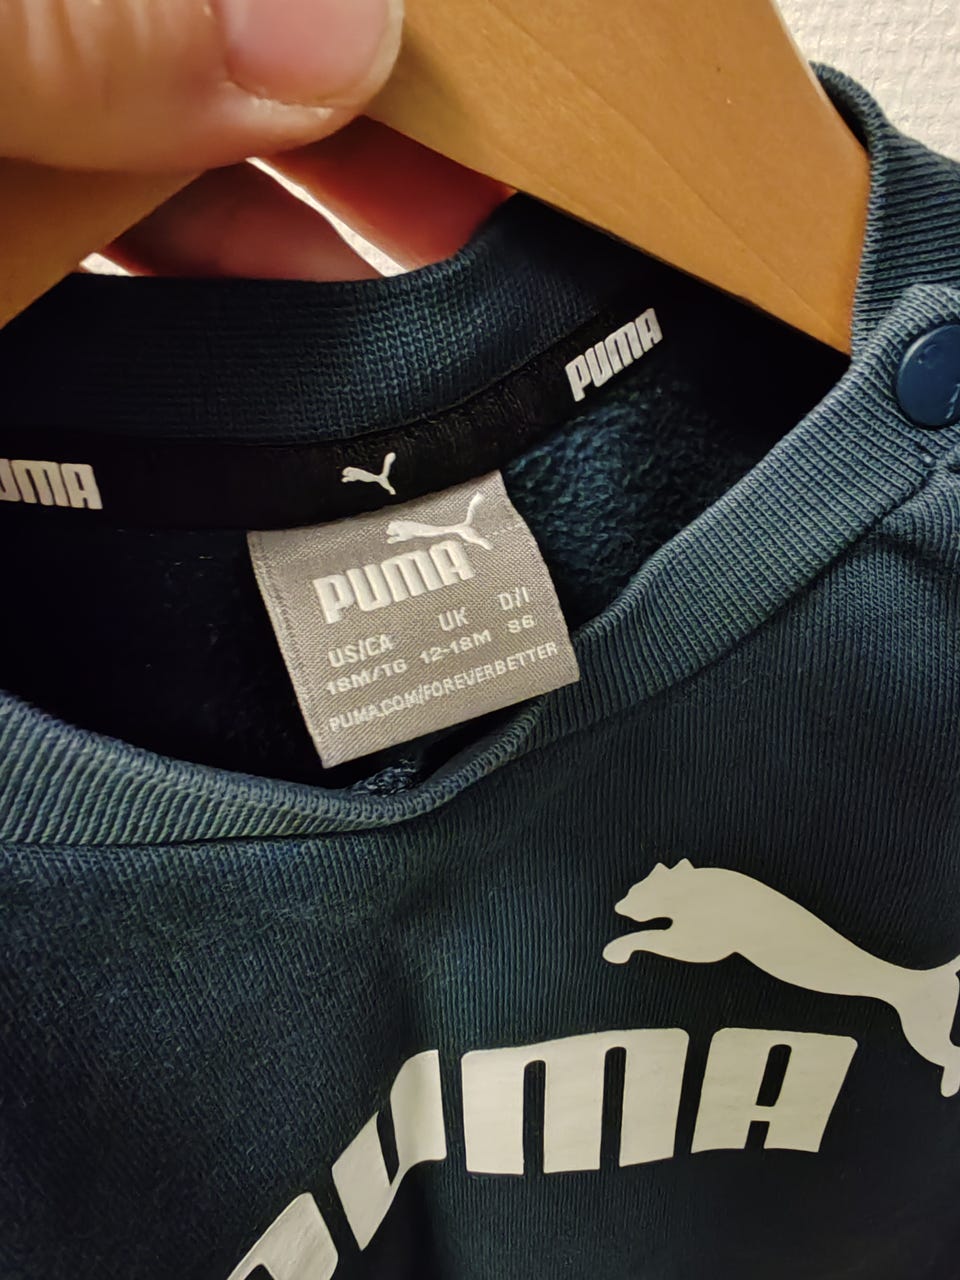 PUMA
PUMA
PUMA
US/CA UK D/I
18M/TG 12-18M 86
PUMA.COM/FOREVERBETTER
PUMA